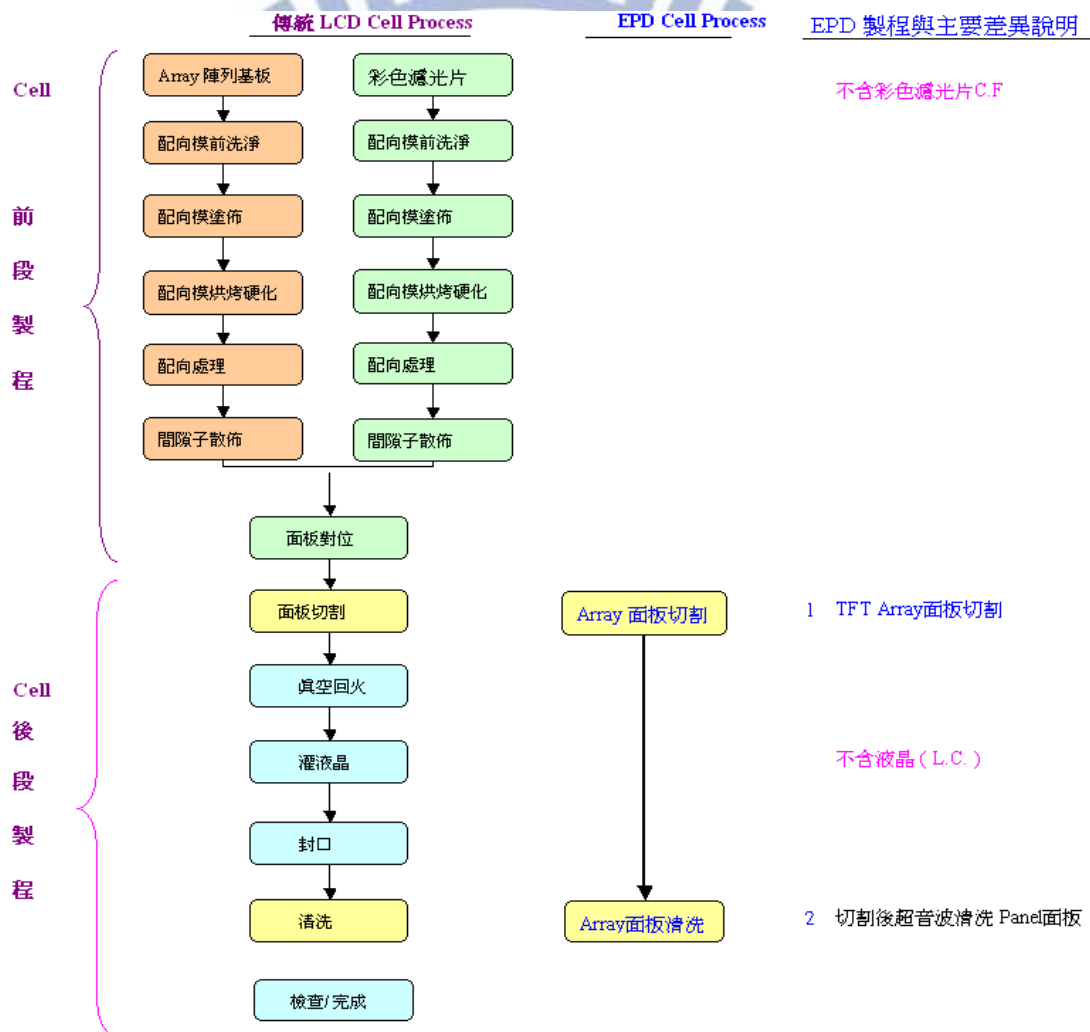 傳統 LCD Cell Process
EPD Cell Process
EPD 製程與主要差異說明
Cell
前
段
製
程
Array 陣列基板
彩色濾光片
不含彩色濾光片C.F
配向模前洗淨
配向模前洗淨
配向模塗佈
配向模塗佈
配向模烘烤硬化
配向模烘烤硬化
配向處理
配向處理
間隙子散佈
間隙子散佈
面板對位
Cell
後
段
製
程
面板切割
Array 面板切割
1 TFT Array面板切割
真空回火
灌液晶
不含液晶 ( L.C. )
封口
清洗
Array面板清洗
2 切割後超音波清洗 Panel面板
檢查/ 完成